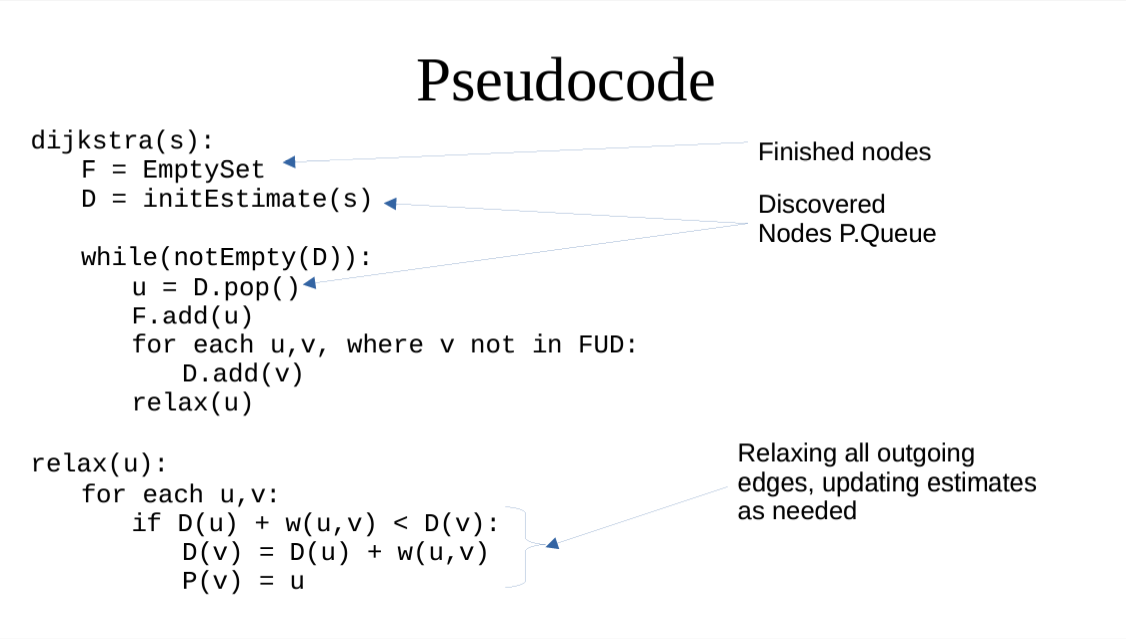 Pseudocode
dijkstra(s):
F = EmptySet
D = initEstimate(s)
while(notEmpty(D)):
u = D.pop()
F.add(u)
for each u,v, where v not in FUD:
D.add(v)
relax(u)
relax(u):
for each u,v:
if D(u) + w(u,v) < D(v):
D(v) = D(u) + w(u,v)
P(v) = u
Finished nodes
Discovered
Nodes P.Queue
Relaxing all outgoing
edges, updating estimates
as needed